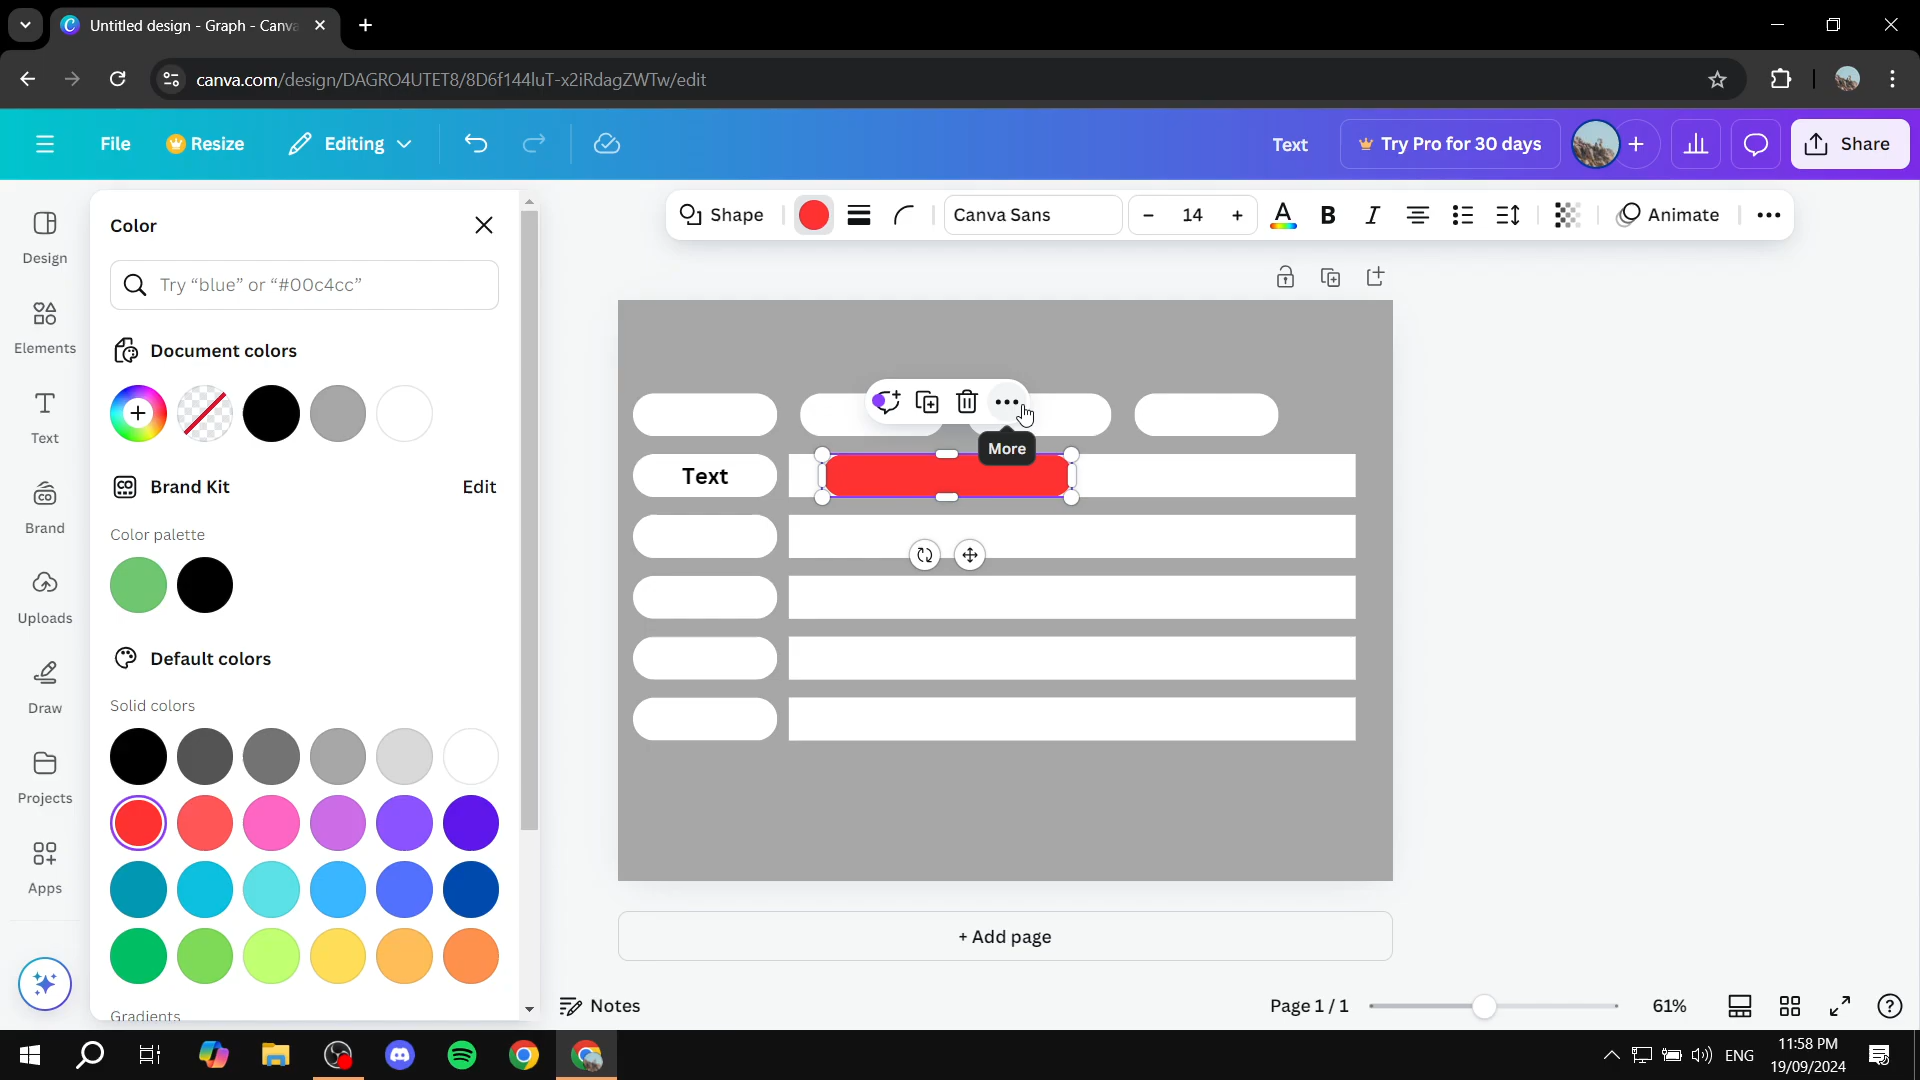 Untitled design - Graph - Canva
canva.com/design/DAGRO4UTET8/8D6f144luT-x2iRdagZWTw/edit
File
Resize
Editing
Text
Try Pro for 30 days
Share
Design
Elements
Text
Brand
Uploads
Draw
Projects
Apps
Color
Try “blue” or “#00c4cc”
Document colors
Brand Kit
Edit
Color palette
Default colors
Solid colors
Gradients
Shape
Canva Sans
14
Animate
More
Text
+ Add page
Notes
Page 1 / 1
61%
ENG
11:58 PM
19/09/2024